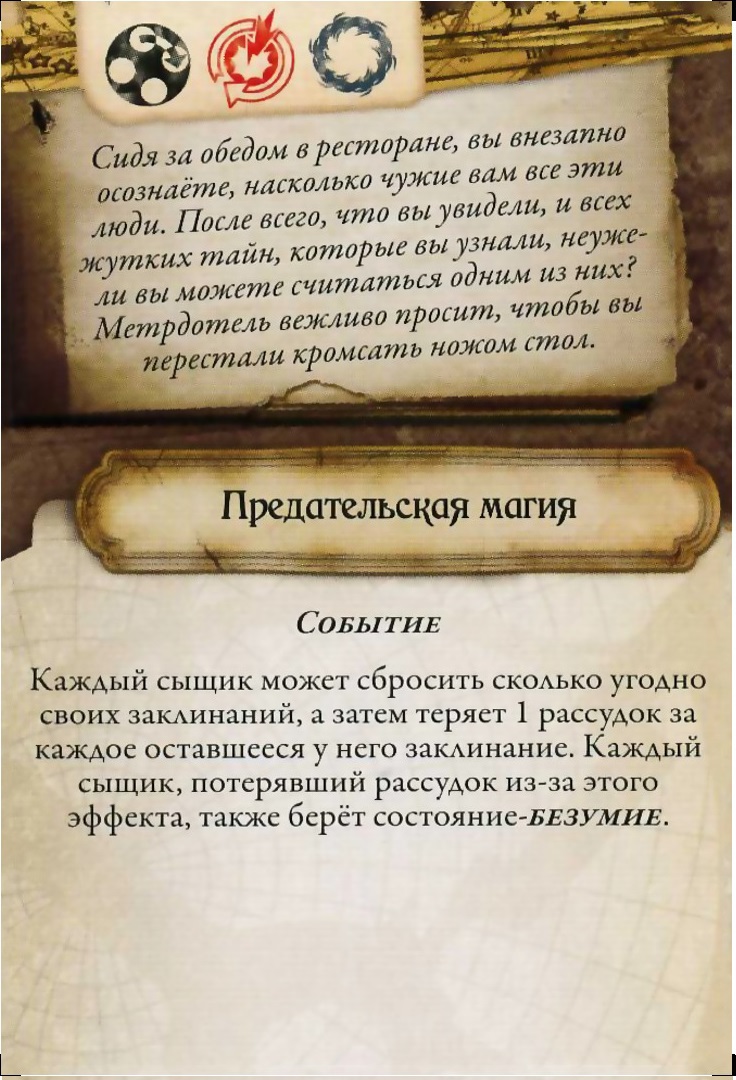 Сидя за обедом в ресторане, вы внезапно
осознаёте, насколько чужие вам все эти
люди. После всего, что вы увидели, и всех
жутких тайн, которые вы узнали, неуже-
ли вы можете считаться одним из них?
Метрдотель вежливо просит, чтобы вы
перестали кромсать ножом стол.
Предательская магия
Событие
Каждый сыщик может сбросить сколько угодно
своих заклинаний, а затем теряет 1 рассудок за
каждое оставшееся у него заклинание. Каждый
сыщик, потерявший рассудок из-за этого
эффекта, также берёт состояние-БЕЗУМИЕ.